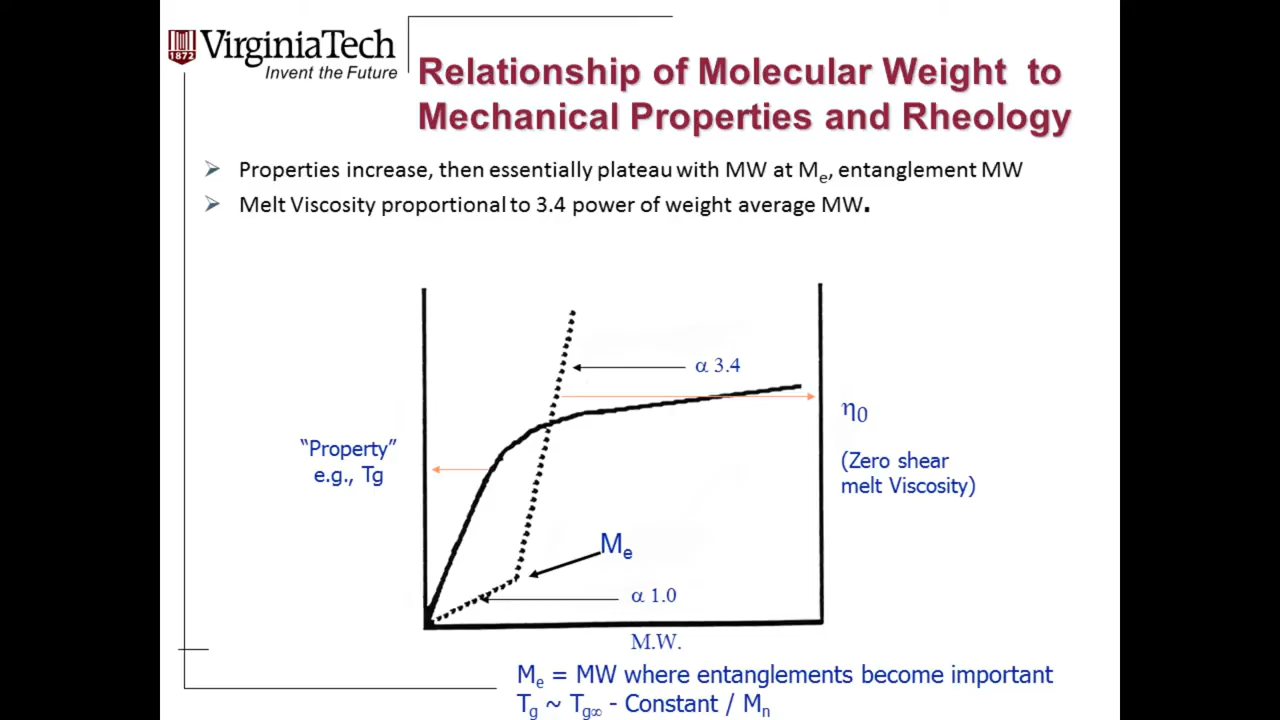 VirginiaTech
1872
Invent the Future
Relationship of Molecular Weight to
Mechanical Properties and Rheology
Properties increase, then essentially plateau with MW at Me, entanglement MW
Melt Viscosity proportional to 3.4 power of weight average MW.
α 3.4
η0
“Property”
e.g., Tg
(Zero shear
melt Viscosity)
Me
α 1.0
M.W.
Me = MW where entanglements become important
Tg ~ Tg∞ - Constant / Mn